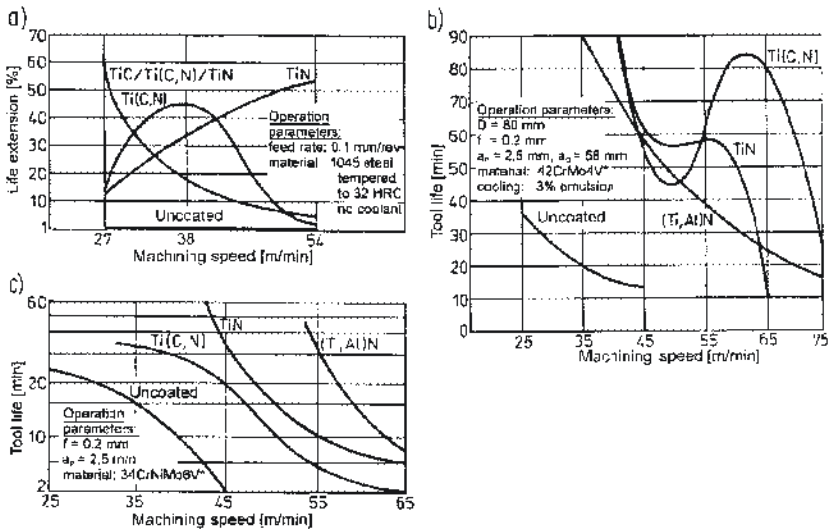 a)
70
60
50
40
30
20
10
1
Life extension [%]
TiC/Ti(C,N)/TiN
Ti(C,N)
TiN
Operation
parameters:
feed rate: 0.1 mm/rev
material 1045 steel
tempered
to 32 HRC
no coolant
Uncoated
27
38
54
Machining speed [m/min]
b)
90
80
70
60
50
40
30
20
10
0
Tool life [min]
Ti(C,N)
Operation parameters:
D = 80 mm
f = 0.2 mm
material: 42CrMo4V*
cooling: 3% emulsion
TiN
Uncoated
(Ti,Al)N
15
25
35
45
55
65
75
Machining speed [m/min]
c)
60
20
10
2
Tool life [min]
TiN
Ti(C,N)
(Ti,Al)N
Uncoated
Operation
parameters:
f = 0.2 mm
aₚ = 2,5 mm
25
35
45
55
65
Machining speed [m/min]